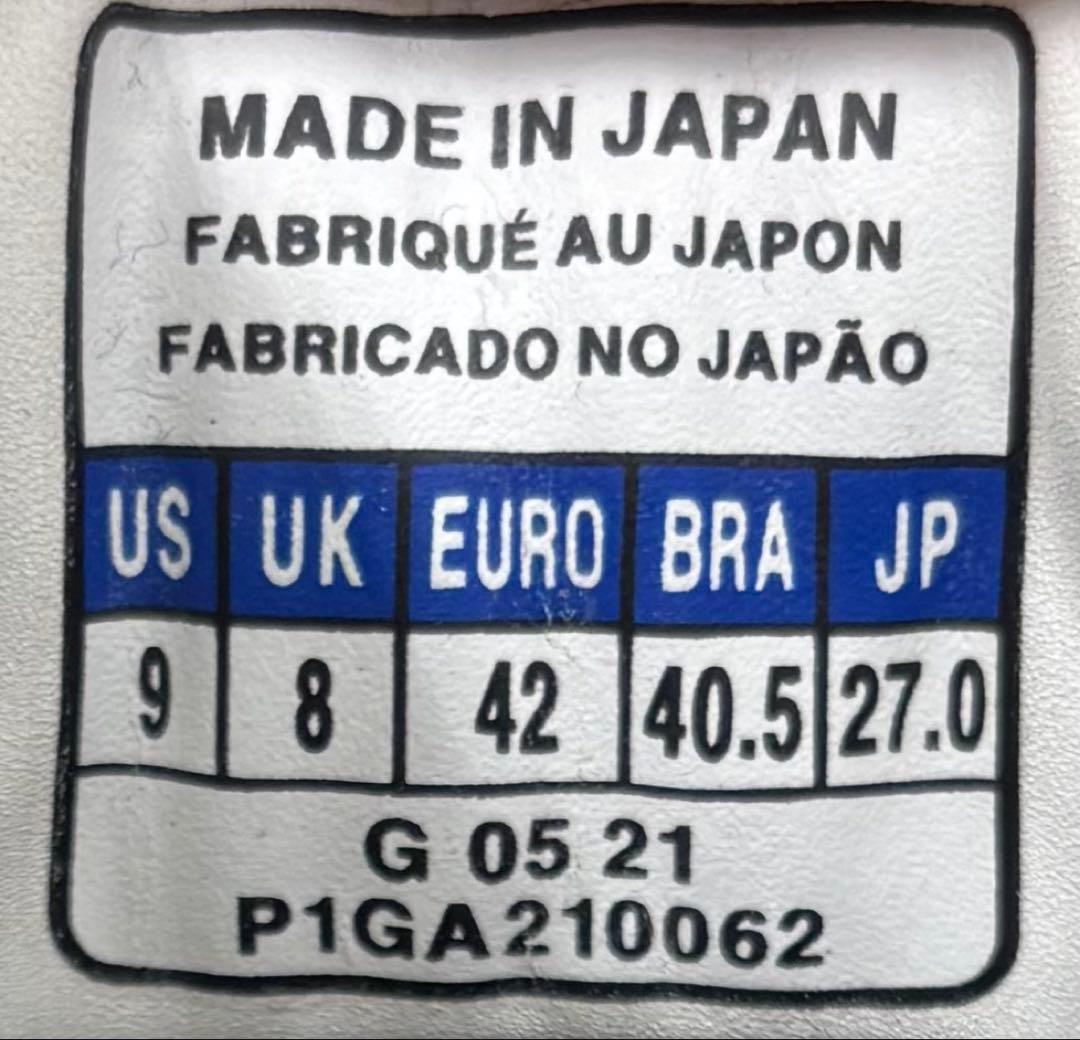 MADE IN JAPAN
FABRIQUÉ AU JAPON
FABRICADO NO JAPÃO
US UK EURO BRA JP
9 8 42 40.5 27.0
G 05 21
P1GA210062